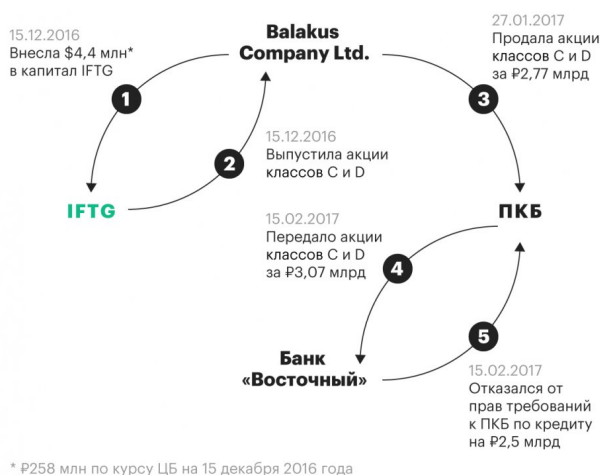 15.12.2016
Внесла $4,4 млн*
в капитал IFTG
Balakus
Company Ltd.
27.01.2017
Продала акции
классов C и D
за ₽2,77 млрд
1
3
2
15.12.2016
Выпустила акции
классов C и D
IFTG
ПКБ
15.02.2017
Передало акции
классов C и D
за ₽3,07 млрд
4
Банк
«Восточный»
5
15.02.2017
Отказался от
прав требований
к ПКБ по кредиту
на ₽2,5 млрд
* ₽258 млн по курсу ЦБ на 15 декабря 2016 года